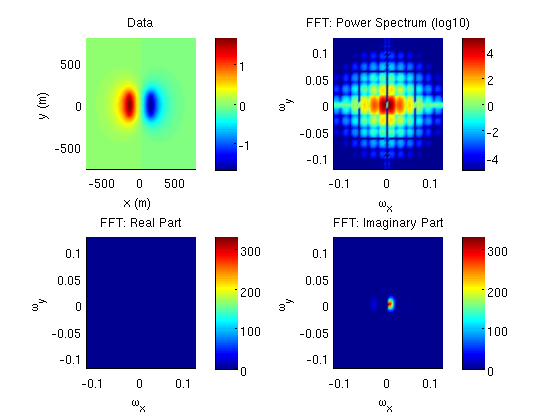 Data
500
0
-500
y (m)
-500 0 500
x (m)
1
0
-1
FFT: Power Spectrum (log10)
0.1
0.05
0
-0.05
-0.1
ω_y
-0.1 0 0.1
ω_x
4
2
0
-2
-4
FFT: Real Part
0.1
0.05
0
-0.05
-0.1
ω_y
-0.1 0 0.1
ω_x
300
200
100
0
FFT: Imaginary Part
0.1
0.05
0
-0.05
-0.1
ω_y
-0.1 0 0.1
ω_x
300
200
100
0